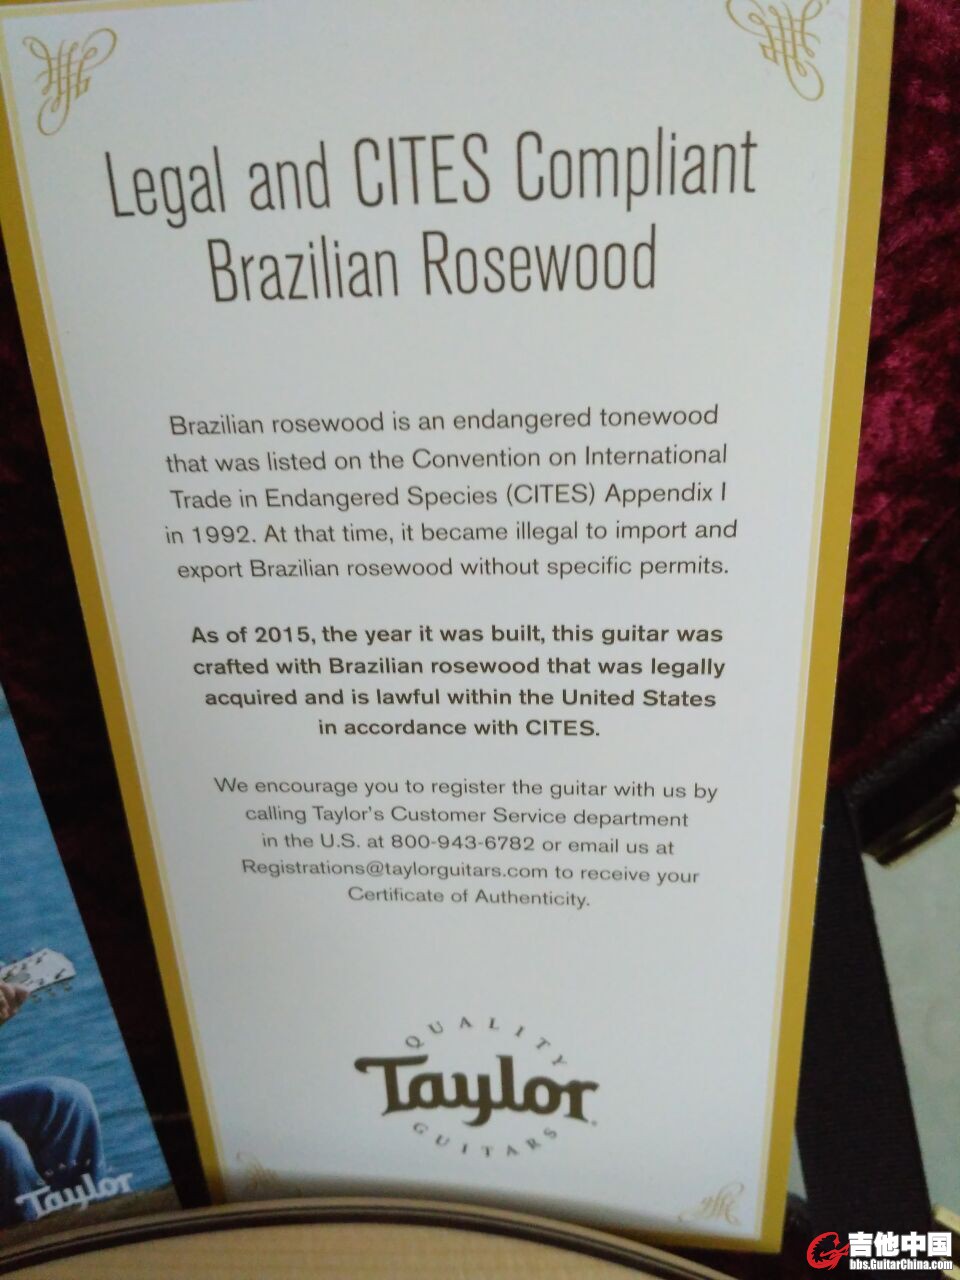 Legal and CITES Compliant
Brazilian Rosewood
Brazilian rosewood is an endangered tonewood
that was listed on the Convention on International
Trade in Endangered Species (CITES) Appendix I
in 1992. At that time, it became illegal to import and
export Brazilian rosewood without specific permits.
As of 2015, the year it was built, this guitar was
crafted with Brazilian rosewood that was legally
acquired and is lawful within the United States
in accordance with CITES.
We encourage you to register the guitar with us by
calling Taylor's Customer Service department
in the U.S. at 800-943-6782 or email us at
Registrations@taylorguitars.com to receive your
Certificate of Authenticity.
QUALITY
Taylor
GUITARS
QUALITY
Taylor
吉他中国
bbs.GuitarChina.com